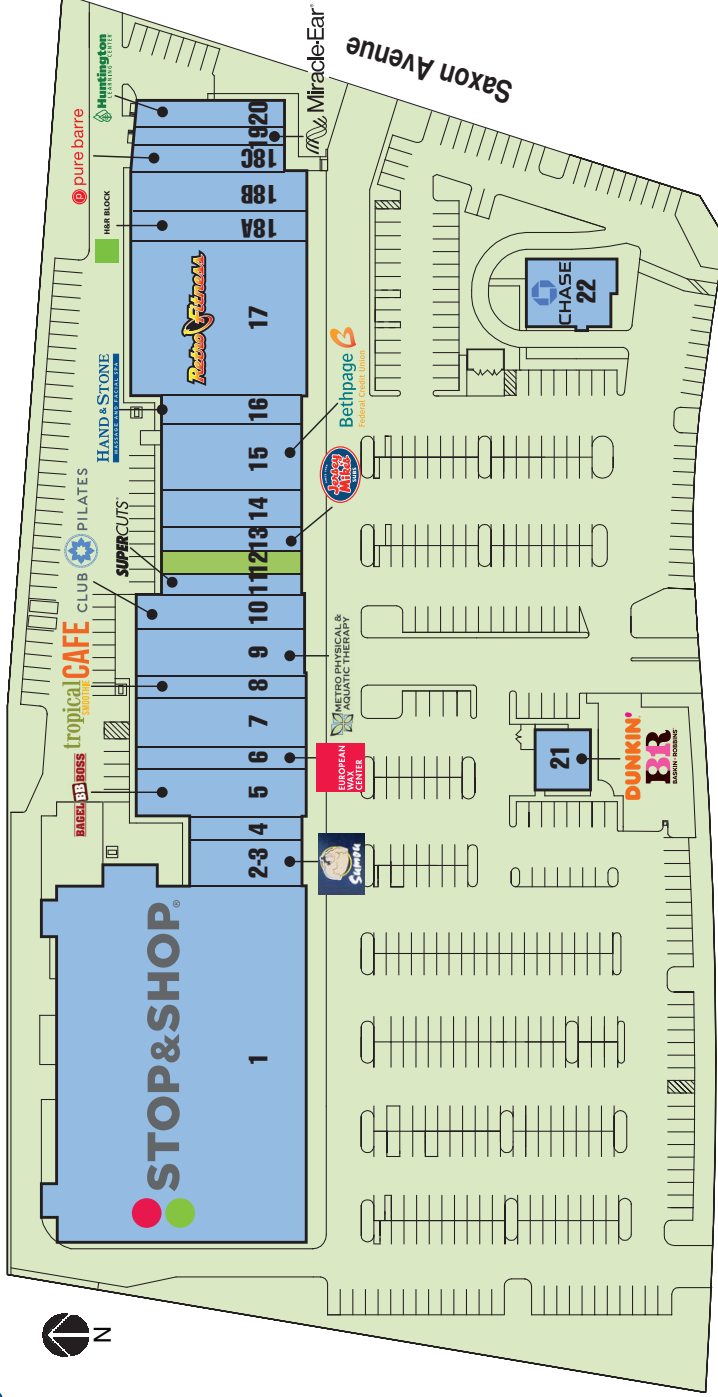 N
STOP&SHOP®
1
2-3
Sumou
4
BAGEL BB BOSS
5
6
EUROPEAN
WAX
CENTER
7
tropical
SMOOTHIE CAFE
8
9
METRO PHYSICAL &
AQUATIC THERAPY
CLUB PILATES
10
SUPERCUTS®
11
12
13
Jersey
Mike's
SUBS
14
15
Bethpage
Federal Credit Union
HAND & STONE
MASSAGE AND FACIAL SPA
16
Retro Fitness
17
H&R BLOCK
18A
18B
p pure barre
18C
19
Miracle-Ear®
Huntington
LEARNING CENTER
20
21
DUNKIN'
BR
BASKIN-ROBBINS
CHASE
22
Saxon Avenue